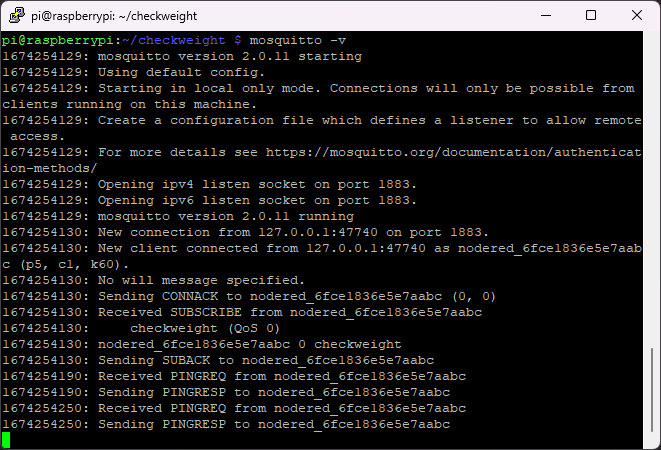 pi@raspberrypi: ~/checkweight
pi@raspberrypi:~/checkweight $ mosquitto -v
1674254129: mosquitto version 2.0.11 starting
1674254129: Using default config.
1674254129: Starting in local only mode. Connections will only be possible from
clients running on this machine.
1674254129: Create a configuration file which defines a listener to allow remote
 access.
1674254129: For more details see https://mosquitto.org/documentation/authenticat
ion-methods/
1674254129: Opening ipv4 listen socket on port 1883.
1674254129: Opening ipv6 listen socket on port 1883.
1674254129: mosquitto version 2.0.11 running
1674254130: New connection from 127.0.0.1:47740 on port 1883.
1674254130: New client connected from 127.0.0.1:47740 as nodered_6fce1836e5e7aab
c (p5, c1, k60).
1674254130: No will message specified.
1674254130: Sending CONNACK to nodered_6fce1836e5e7aabc (0, 0)
1674254130: Received SUBSCRIBE from nodered_6fce1836e5e7aabc
1674254130:     checkweight (QoS 0)
1674254130: nodered_6fce1836e5e7aabc 0 checkweight
1674254130: Sending SUBACK to nodered_6fce1836e5e7aabc
1674254190: Received PINGREQ from nodered_6fce1836e5e7aabc
1674254190: Sending PINGRESP to nodered_6fce1836e5e7aabc
1674254250: Received PINGREQ from nodered_6fce1836e5e7aabc
1674254250: Sending PINGRESP to nodered_6fce1836e5e7aabc